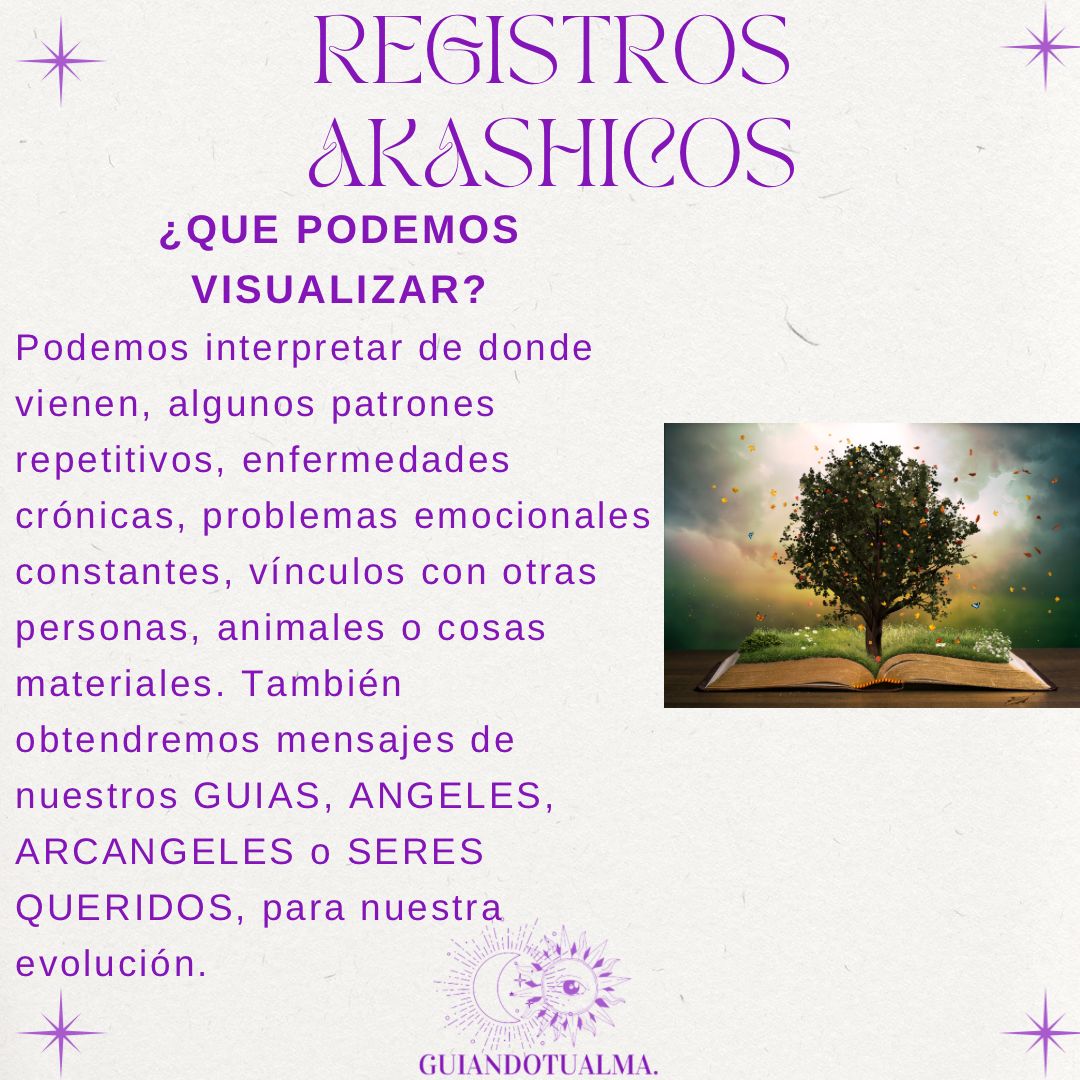 REGISTROS
AKASHICOS
¿QUE PODEMOS
VISUALIZAR?
Podemos interpretar de donde
vienen, algunos patrones
repetitivos, enfermedades
crónicas, problemas emocionales
constantes, vínculos con otras
personas, animales o cosas
materiales. También
obtendremos mensajes de
nuestros GUIAS, ANGELES,
ARCANGELES o SERES
QUERIDOS, para nuestra
evolución.
GUIANDOTUALMA.